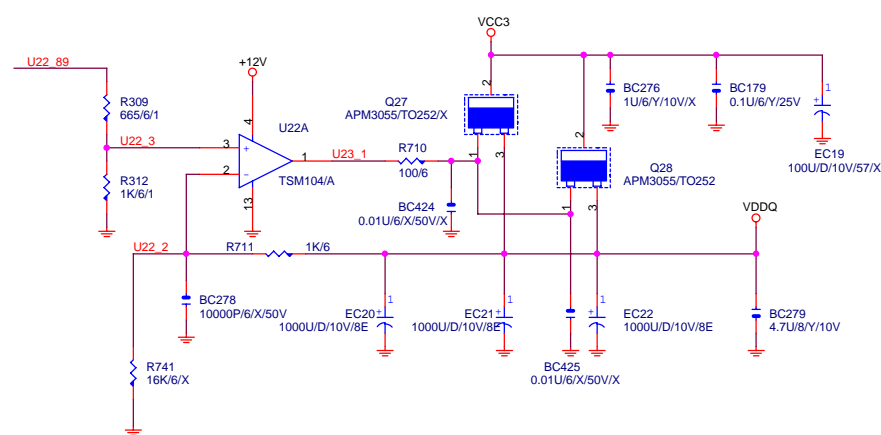 VCC3
U22_89
+12V
R309
665/6/1
Q27
APM3055/TO252/X
2
BC276
1U/6/Y/10V/X
BC179
0.1U/6/Y/25V
1
+
EC19
100U/D/10V/57/X
U22_3
4
U22A
3
+
2
−
1
TSM104/A
13
U23_1
R710
100/6
1
3
2
Q28
APM3055/TO252
1
3
R312
1K/6/1
BC424
0.01U/6/X/50V/X
VDDQ
U22_2
R711
1K/6
BC278
10000P/6/X/50V
EC20
1000U/D/10V/8E
1
+
EC21
1000U/D/10V/8E
1
+
BC425
0.01U/6/X/50V/X
1
+
EC22
1000U/D/10V/8E
BC279
4.7U/8/Y/10V
R741
16K/6/X